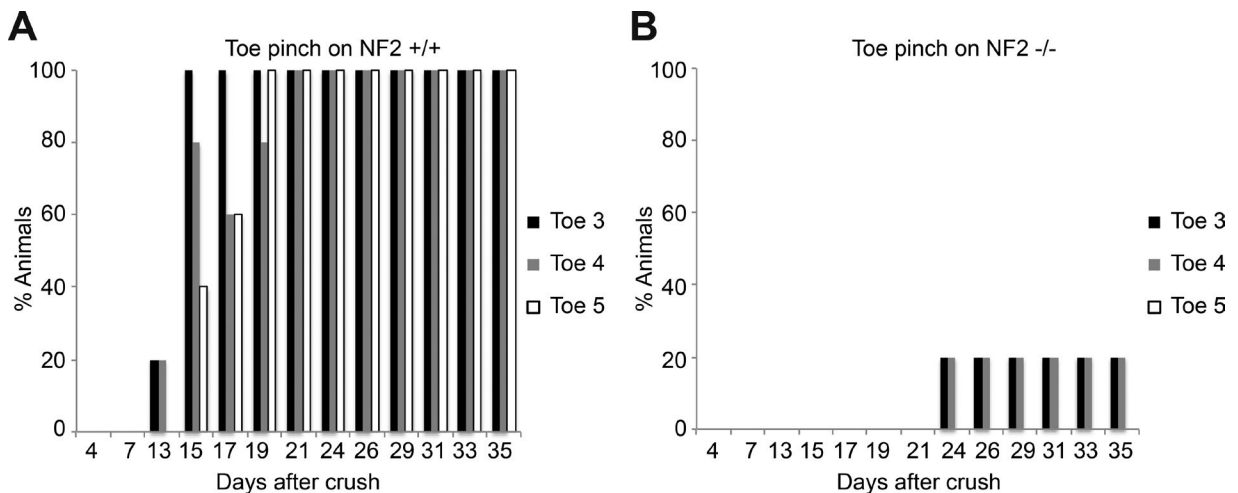 A
Toe pinch on NF2 +/+
100
80
60
40
20
0
% Animals
4 7 13 15 17 19 21 24 26 29 31 33 35
Days after crush
Toe 3
Toe 4
Toe 5
B
Toe pinch on NF2 -/-
100
80
60
40
20
0
% Animals
4 7 13 15 17 19 21 24 26 29 31 33 35
Days after crush
Toe 3
Toe 4
Toe 5